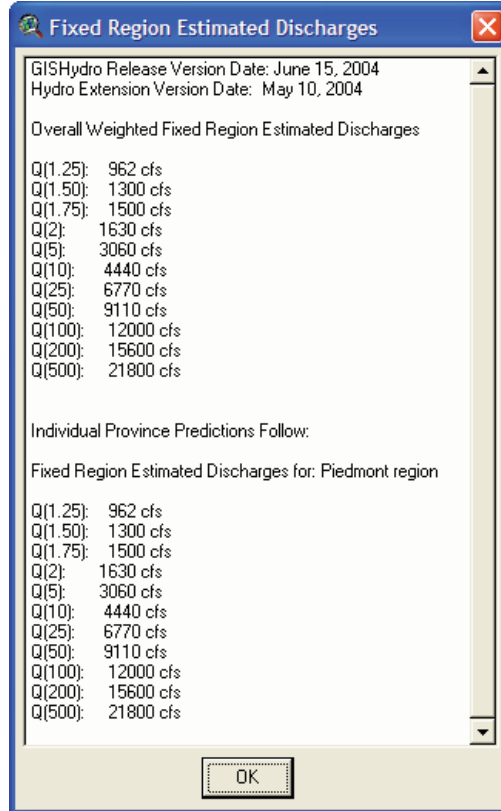 Fixed Region Estimated Discharges
GISHydro Release Version Date: June 15, 2004
Hydro Extension Version Date: May 10, 2004
Overall Weighted Fixed Region Estimated Discharges
Q(1.25): 962 cfs
Q(1.50): 1300 cfs
Q(1.75): 1500 cfs
Q(2): 1630 cfs
Q(5): 3060 cfs
Q(10): 4440 cfs
Q(25): 6770 cfs
Q(50): 9110 cfs
Q(100): 12000 cfs
Q(200): 15600 cfs
Q(500): 21800 cfs
Individual Province Predictions Follow:
Fixed Region Estimated Discharges for: Piedmont region
Q(1.25): 962 cfs
Q(1.50): 1300 cfs
Q(1.75): 1500 cfs
Q(2): 1630 cfs
Q(5): 3060 cfs
Q(10): 4440 cfs
Q(25): 6770 cfs
Q(50): 9110 cfs
Q(100): 12000 cfs
Q(200): 15600 cfs
Q(500): 21800 cfs
OK